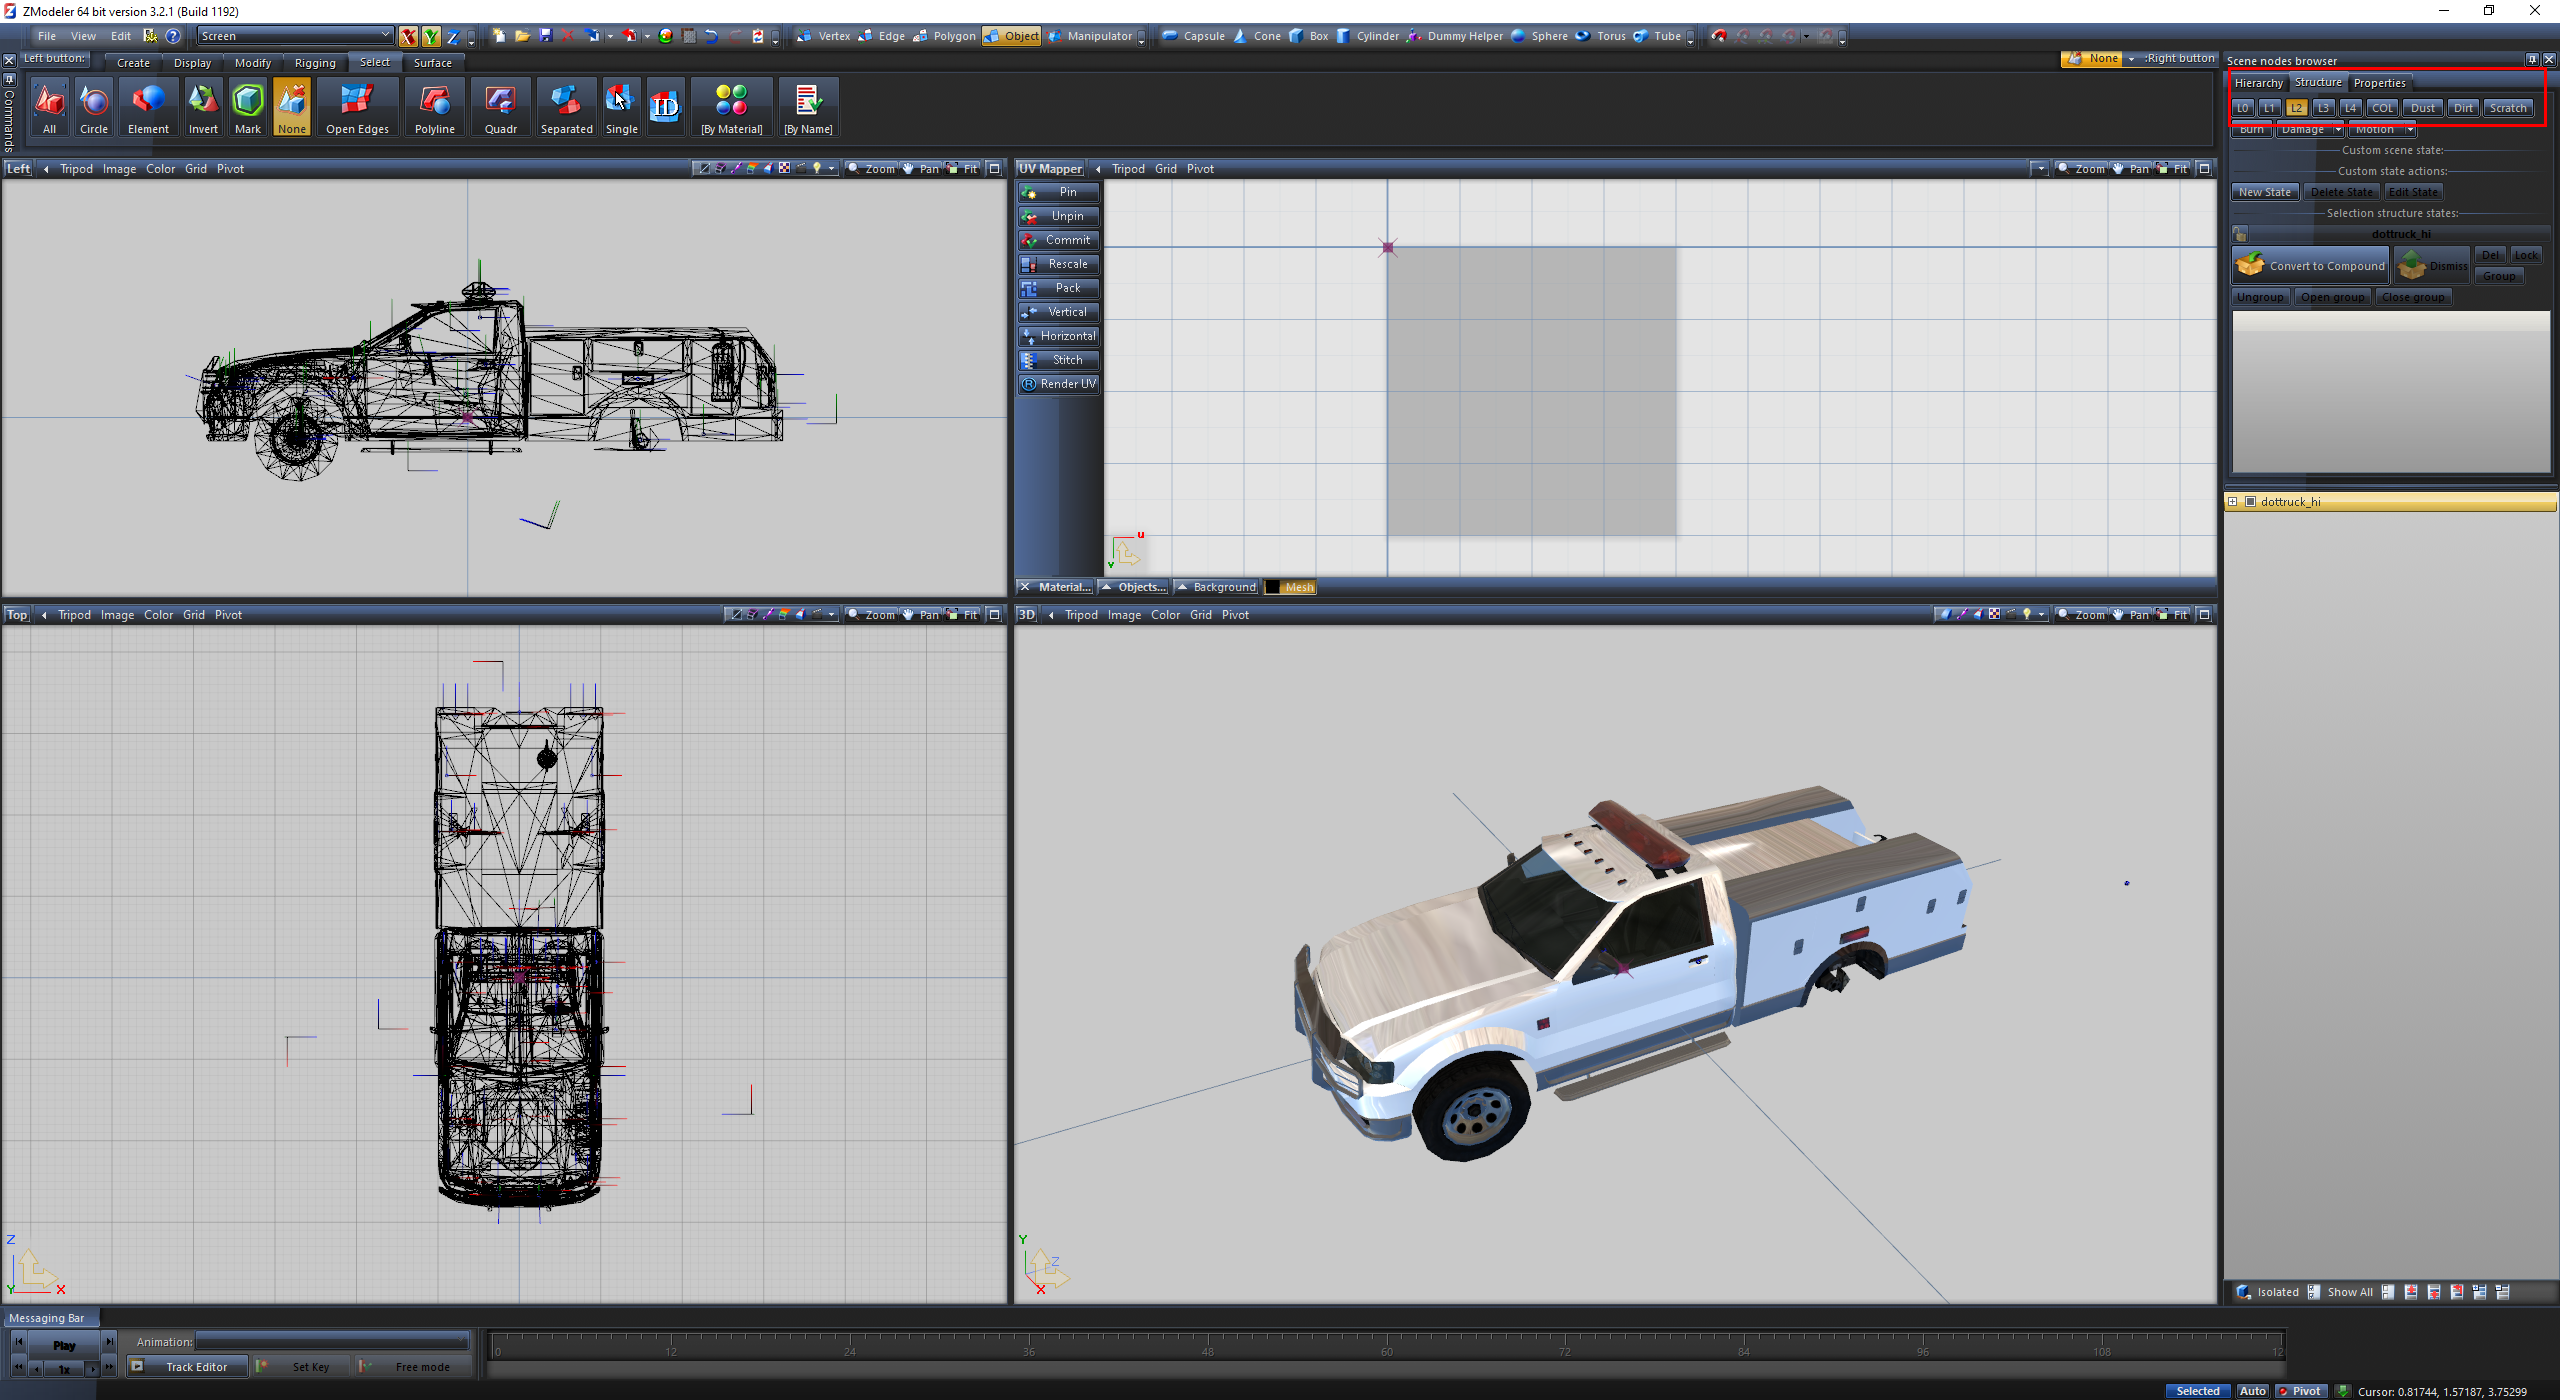 ZModeler 64 bit version 3.2.1 (Build 1192)
File View Edit Screen X Y Z Vertex Edge Polygon Object Manipulator Capsule Cone Box Cylinder Dummy Helper Sphere Torus Tube
Left button: Create Display Modify Rigging Select Surface None :Right button
Commands
All Circle Element Invert Mark None Open Edges Polyline Quadr Separated Single ID [By Material] [By Name]
Left Tripod Image Color Grid Pivot Zoom Pan Fit
UV Mapper Tripod Grid Pivot Zoom Pan Fit
Pin
Unpin
Commit
Rescale
Pack
Vertical
Horizontal
Stitch
Render UV
u
v
Material... Objects... Background Mesh
Top Tripod Image Color Grid Pivot Zoom Pan Fit
Z
Y X
3D Tripod Image Color Grid Pivot Zoom Pan Fit
Y
Z
X
Scene nodes browser
Hierarchy Structure Properties
L0 L1 L2 L3 L4 COL Dust Dirt Scratch
Burn Damage Motion
Custom scene state:
Custom state actions:
New State Delete State Edit State
Selection structure states:
dottruck_hi
Convert to Compound Dismiss Del Lock
Group
Ungroup Open group Close group
dottruck_hi
Isolated Show All
Messaging Bar
Play Animation:
1x Track Editor Set Key Free mode
0 12 24 36 48 60 72 84 96 108 12
Selected Auto Pivot Cursor: 0.81744, 1.57187, 3.75299